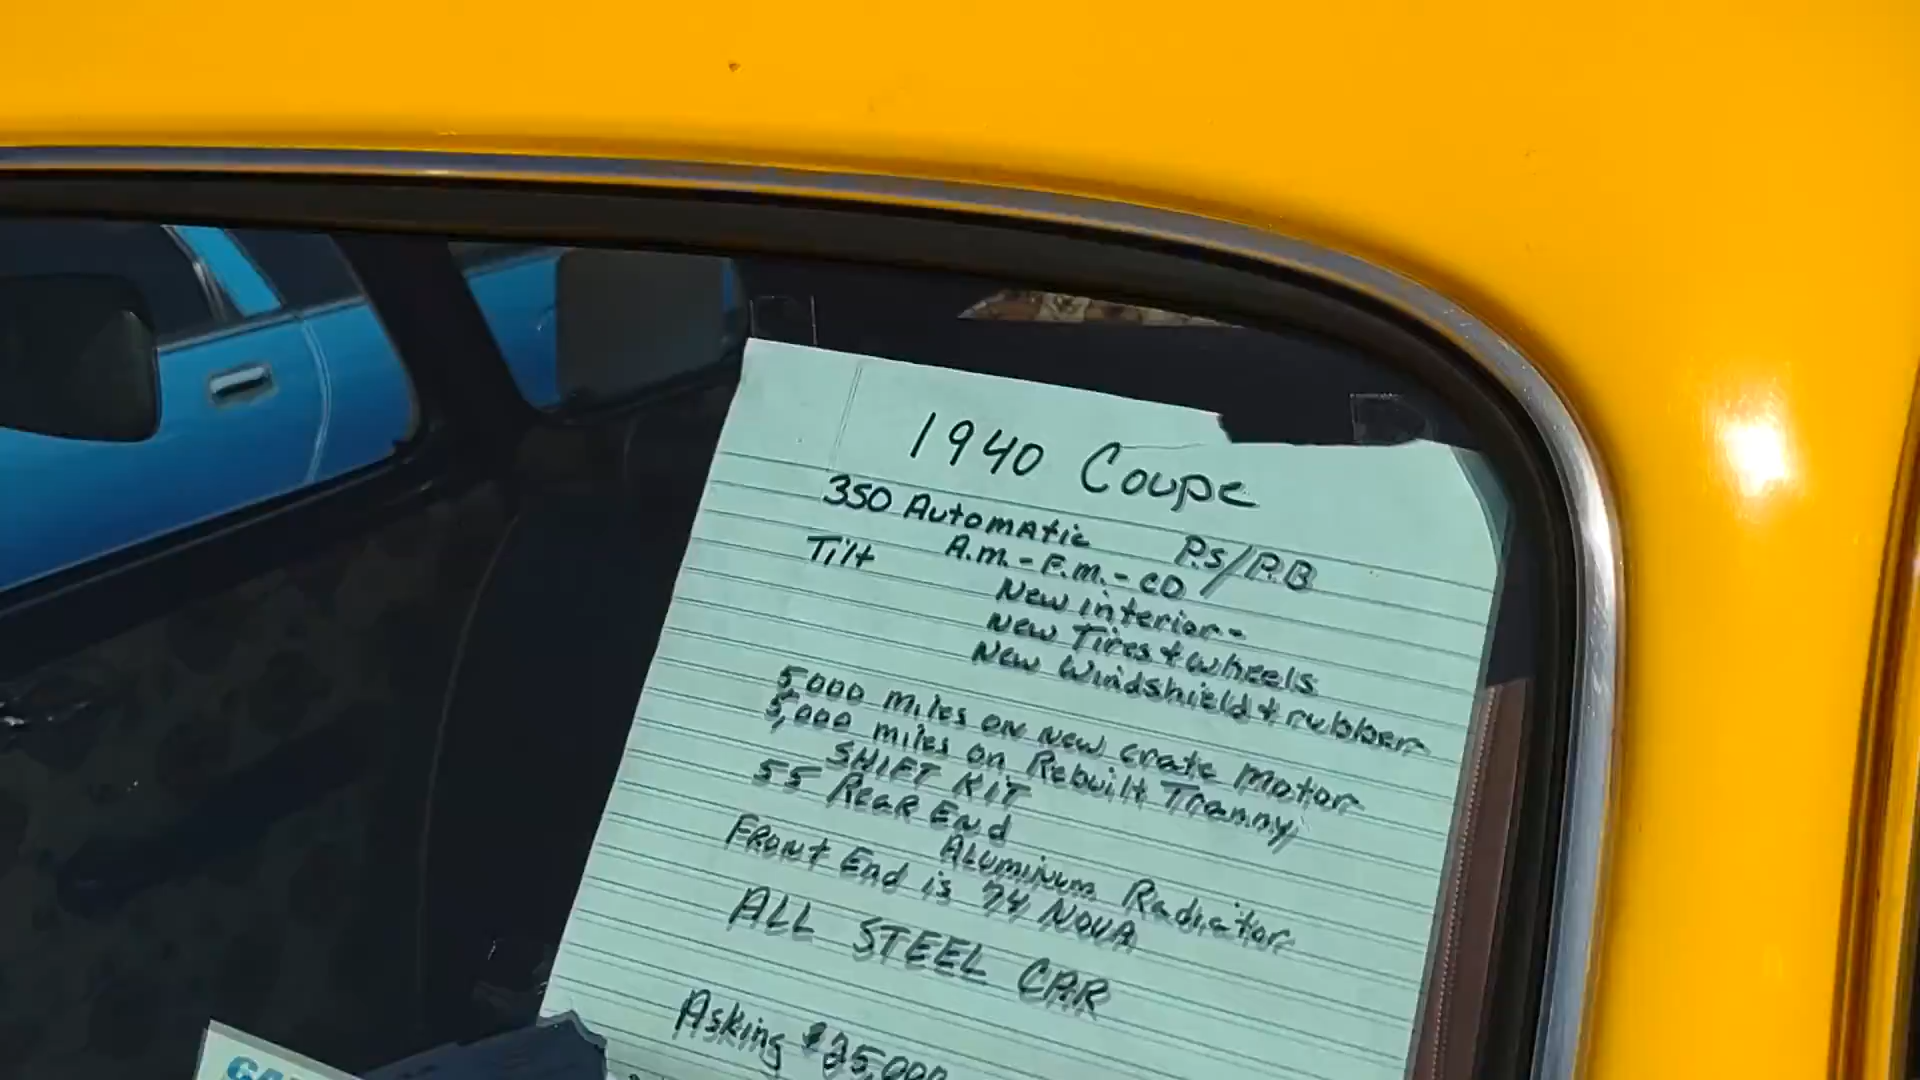 1940 Coupe
350 Automatic P.S/P.B
Tilt A.M.-F.M.-CD
New interior-
New Tires + wheels
New Windshield + rubber
5000 miles on new crate motor
5,000 miles on Rebuilt Tranny
SHIFT KIT
55 Rear End
Aluminum Radiator
Front End is 74 NOVA
ALL STEEL CAR
Asking $25,000